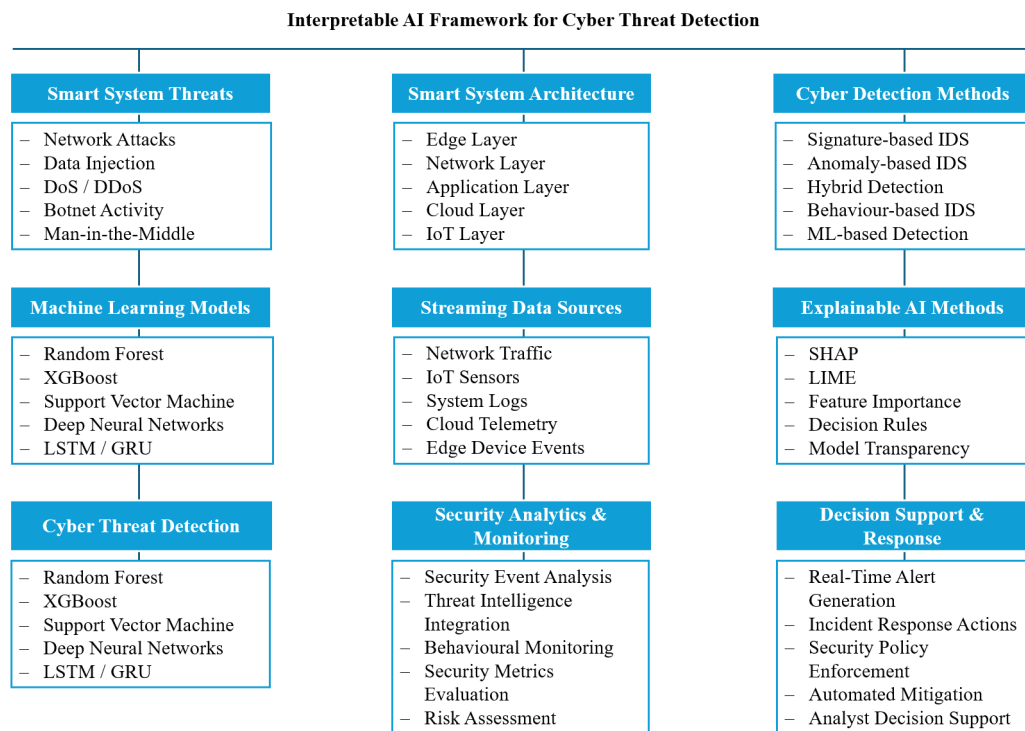 Interpretable AI Framework for Cyber Threat Detection
Smart System Threats
– Network Attacks
– Data Injection
– DoS / DDoS
– Botnet Activity
– Man-in-the-Middle
Smart System Architecture
– Edge Layer
– Network Layer
– Application Layer
– Cloud Layer
– IoT Layer
Cyber Detection Methods
– Signature-based IDS
– Anomaly-based IDS
– Hybrid Detection
– Behaviour-based IDS
– ML-based Detection
Machine Learning Models
– Random Forest
– XGBoost
– Support Vector Machine
– Deep Neural Networks
– LSTM / GRU
Streaming Data Sources
– Network Traffic
– IoT Sensors
– System Logs
– Cloud Telemetry
– Edge Device Events
Explainable AI Methods
– SHAP
– LIME
– Feature Importance
– Decision Rules
– Model Transparency
Cyber Threat Detection
– Random Forest
– XGBoost
– Support Vector Machine
– Deep Neural Networks
– LSTM / GRU
Security Analytics &
Monitoring
– Security Event Analysis
– Threat Intelligence
Integration
– Behavioural Monitoring
– Security Metrics
Evaluation
– Risk Assessment
Decision Support &
Response
– Real-Time Alert
Generation
– Incident Response Actions
– Security Policy
Enforcement
– Automated Mitigation
– Analyst Decision Support